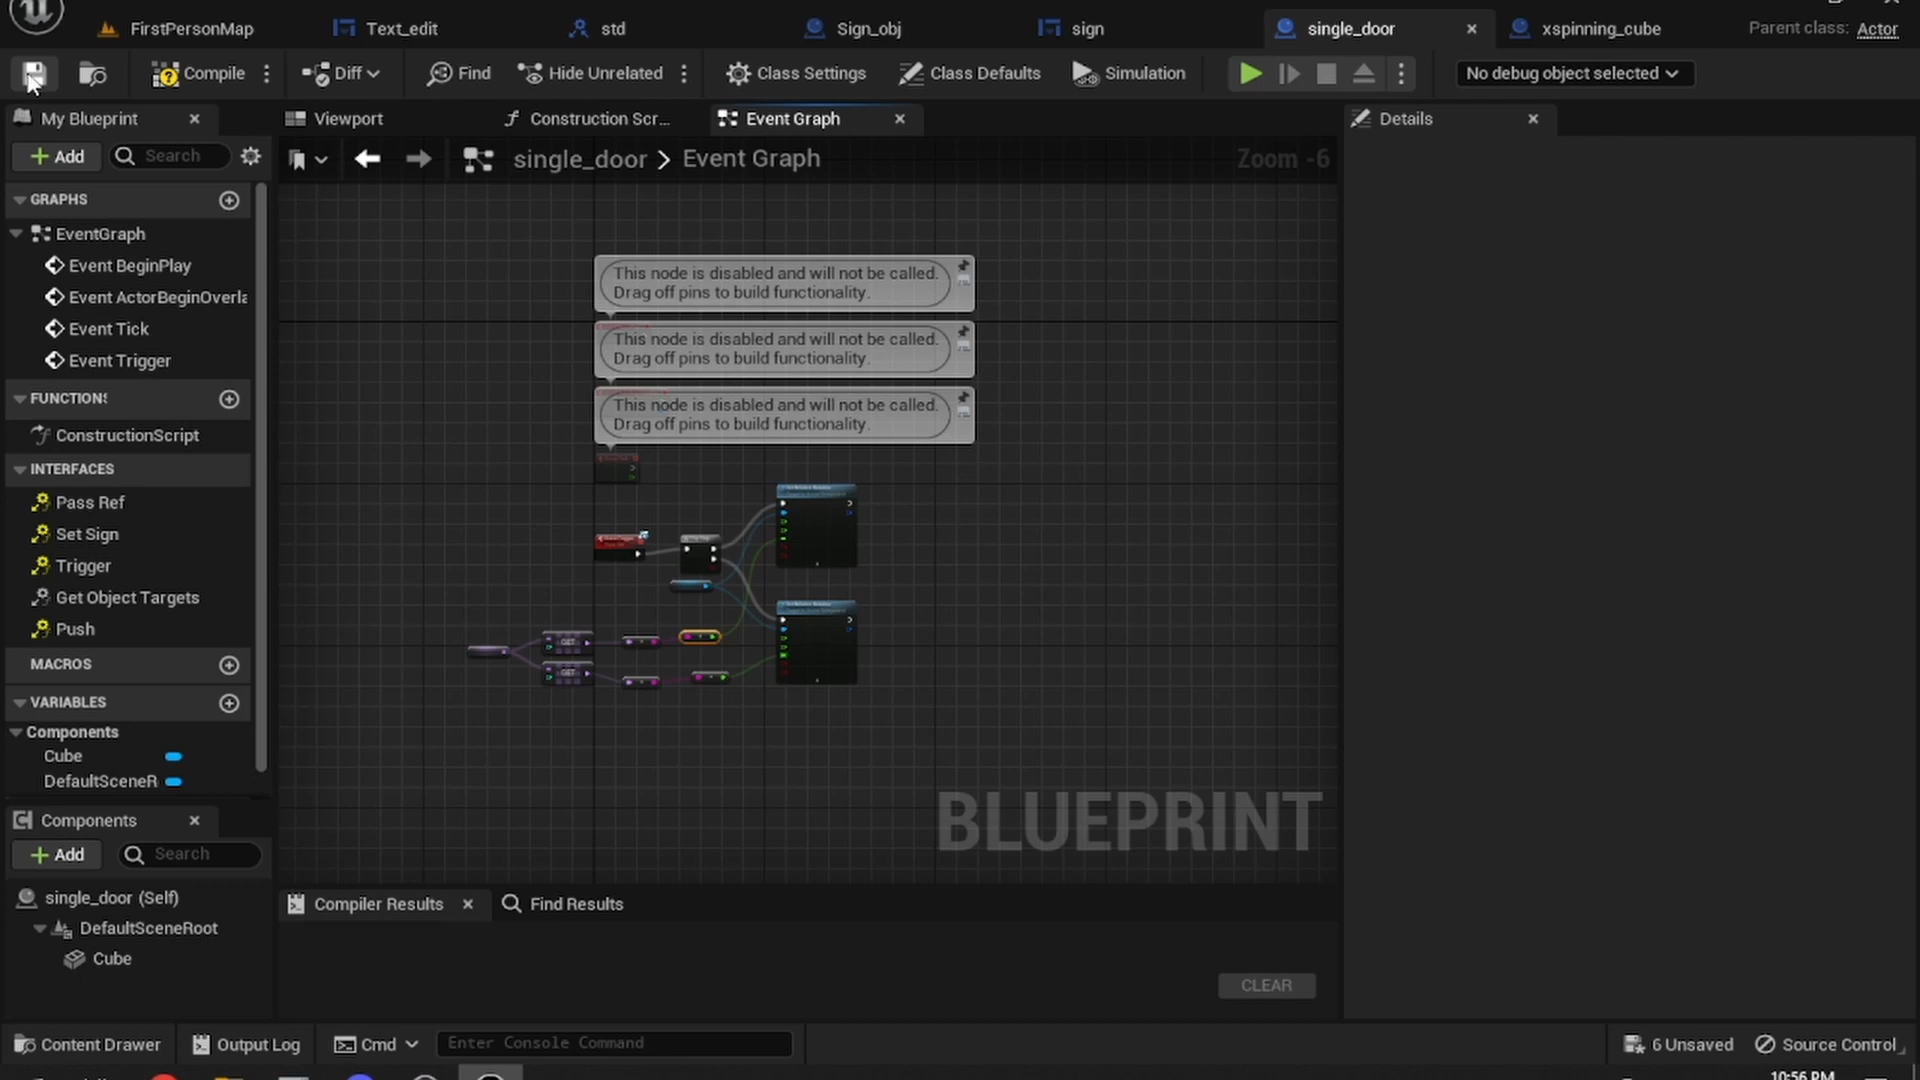 FirstPersonMap
Text_edit
std
Sign_obj
sign
single_door
xspinning_cube
Parent class: Actor
Compile
Diff
Find
Hide Unrelated
Class Settings
Class Defaults
Simulation
No debug object selected
My Blueprint
Viewport
Construction Scr...
Event Graph
Details
Add
Search
single_door > Event Graph
Zoom -6
GRAPHS
EventGraph
Event BeginPlay
Event ActorBeginOverla
Event Tick
Event Trigger
FUNCTIONS
ConstructionScript
INTERFACES
Pass Ref
Set Sign
Trigger
Get Object Targets
Push
MACROS
VARIABLES
Components
Cube
DefaultSceneR
This node is disabled and will not be called.
Drag off pins to build functionality.
This node is disabled and will not be called.
Drag off pins to build functionality.
This node is disabled and will not be called.
Drag off pins to build functionality.
GET
GET
BLUEPRINT
Components
Add
Search
single_door (Self)
DefaultSceneRoot
Cube
Compiler Results
Find Results
CLEAR
Content Drawer
Output Log
Cmd
Enter Console Command
6 Unsaved
Source Control
10:56 PM